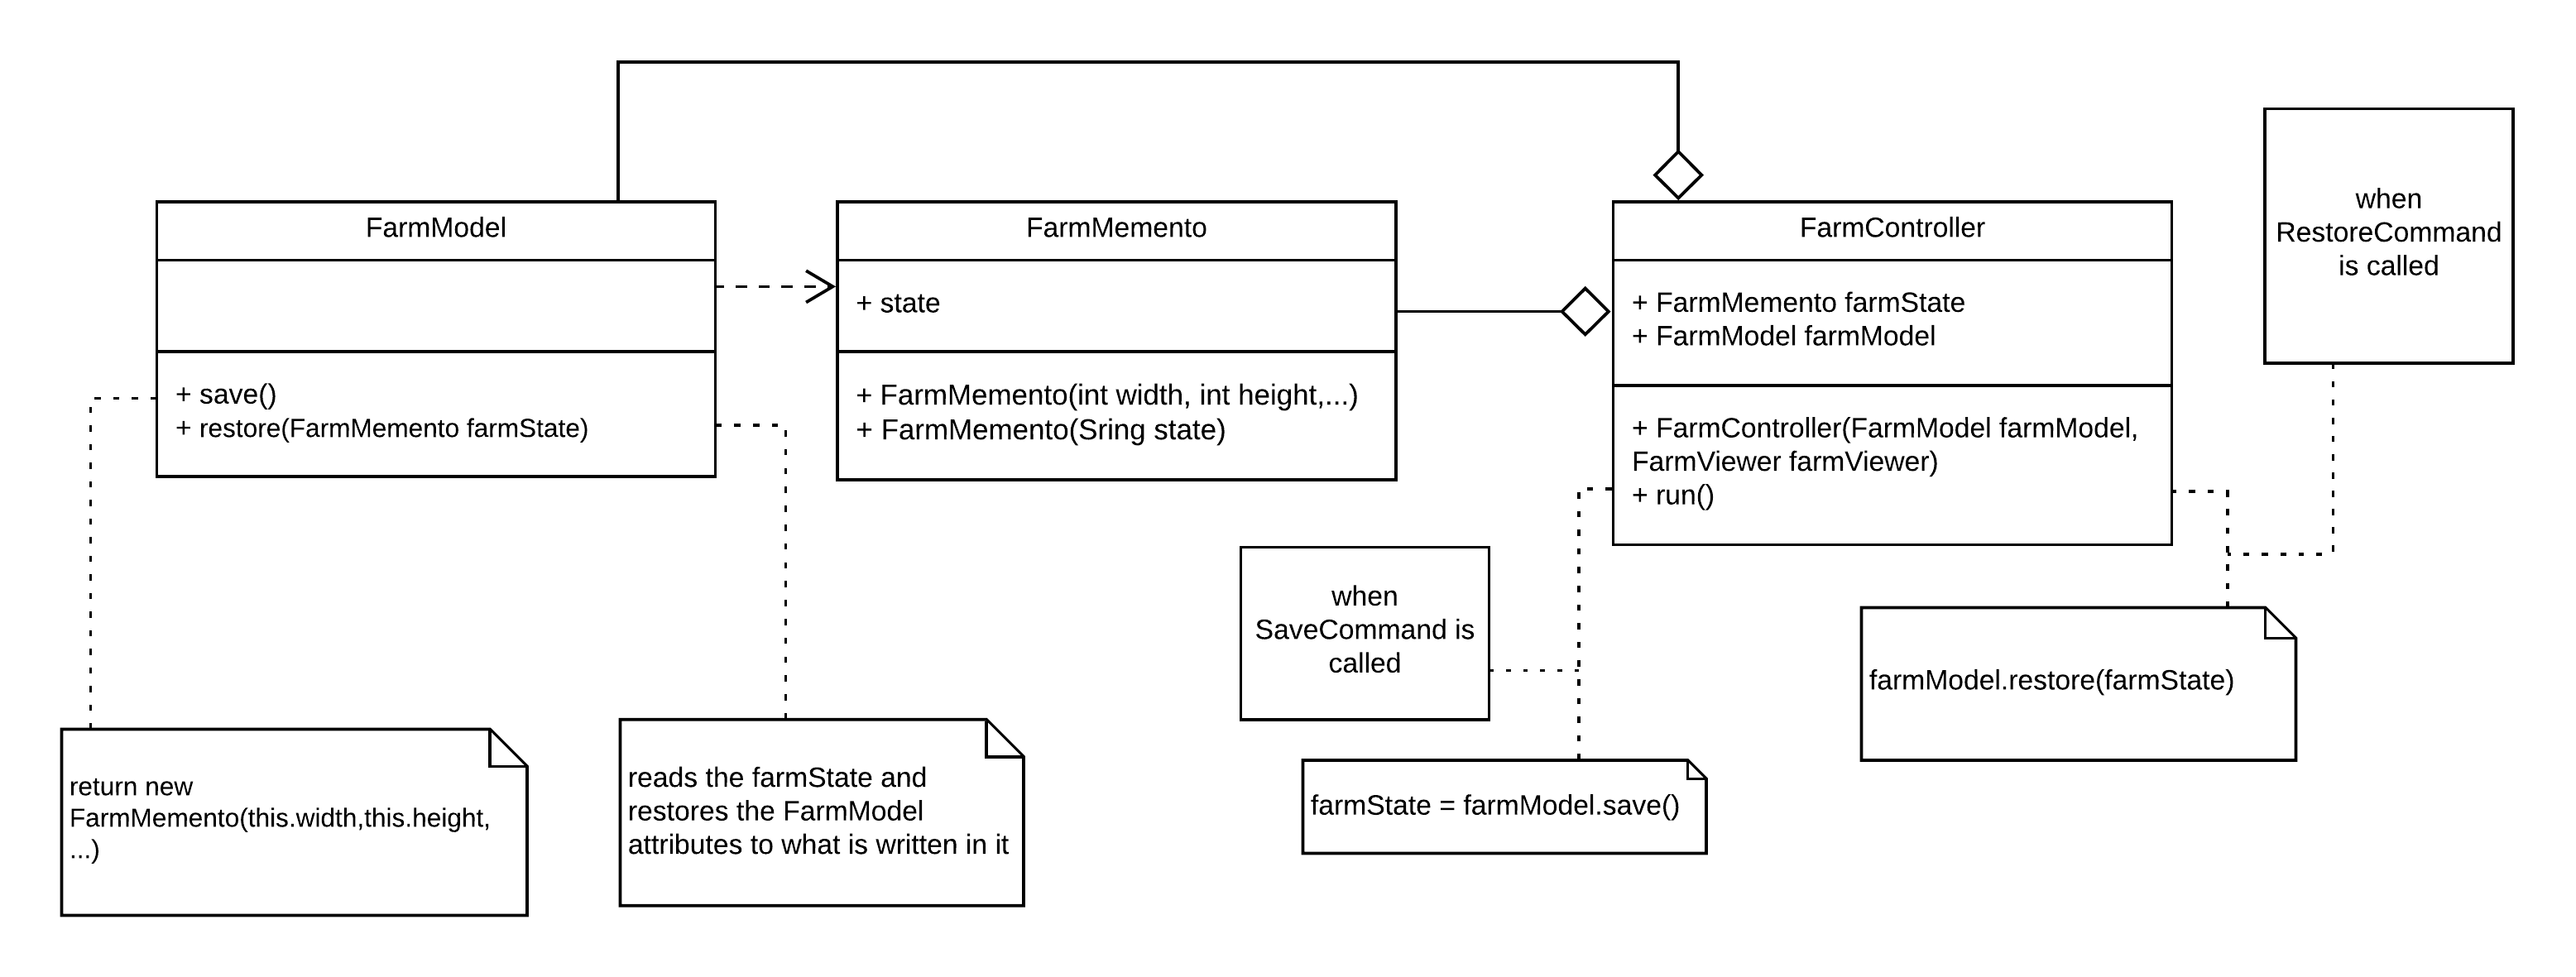 FarmModel
+ save()
+ restore(FarmMemento farmState)
FarmMemento
+ state
+ FarmMemento(int width, int height,...)
+ FarmMemento(Sring state)
FarmController
+ FarmMemento farmState
+ FarmModel farmModel
+ FarmController(FarmModel farmModel,
FarmViewer farmViewer)
+ run()
when
RestoreCommand
is called
when
SaveCommand is
called
return new
FarmMemento(this.width,this.height,
...)
reads the farmState and
restores the FarmModel
attributes to what is written in it
farmState = farmModel.save()
farmModel.restore(farmState)